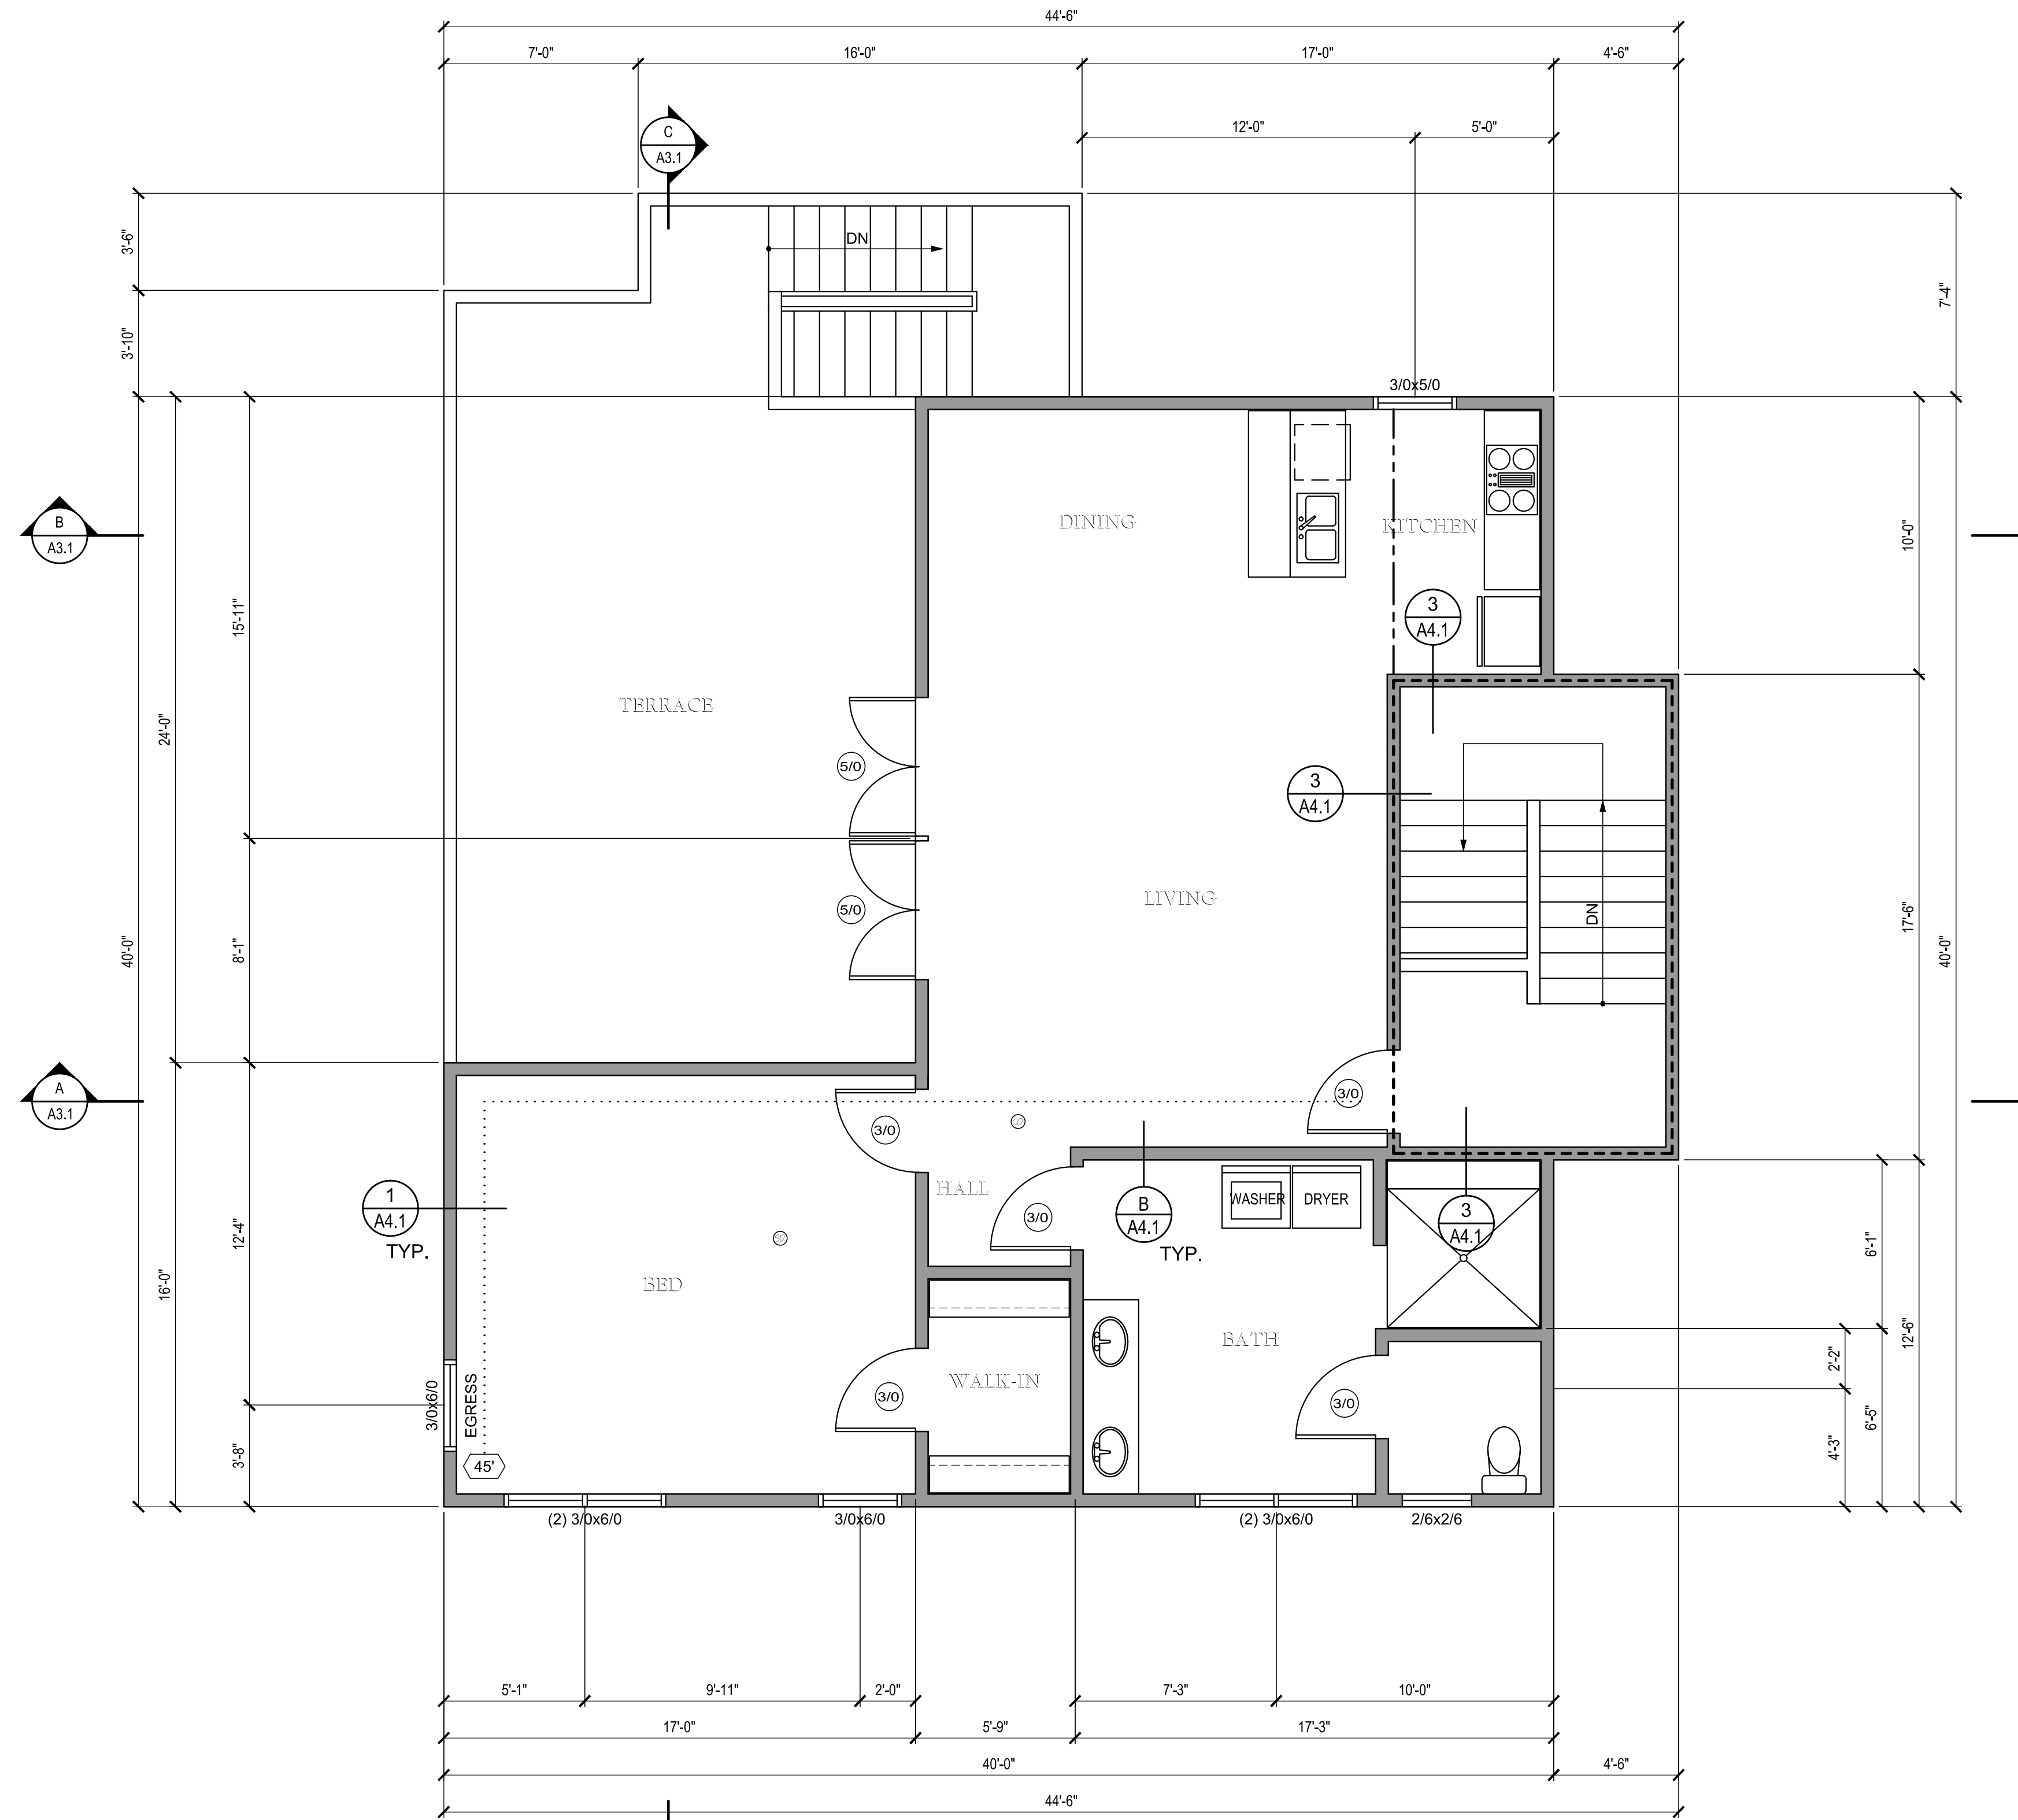 44'-6"
7'-0" 16'-0" 17'-0" 4'-6"
12'-0" 5'-0"
C
A3.1
3'-6"
DN
7'-4"
3'-10"
3/0x5/0
B
A3.1
DINING
KITCHEN
10'-0"
3
A4.1
15'-11"
24'-0"
TERRACE
5/0
3
A4.1
LIVING
5/0
DN
17'-6"
40'-0"
8'-1"
40'-0"
A
A3.1
3/0
3/0
HALL
1
A4.1
TYP.
3/0
B
A4.1
TYP.
WASHER
DRYER
3
A4.1
12'-4"
16'-0"
6'-1"
BED
BATH
WALK-IN
12'-6"
2'-2"
6'-5"
4'-3"
3/0x6/0
EGRESS
3/0
3/0
3'-8"
45'
(2) 3/0x6/0
3/0x6/0
(2) 3/0x6/0
2/6x2/6
5'-1" 9'-11" 2'-0" 7'-3" 10'-0"
17'-0" 5'-9" 17'-3"
40'-0" 4'-6"
44'-6"